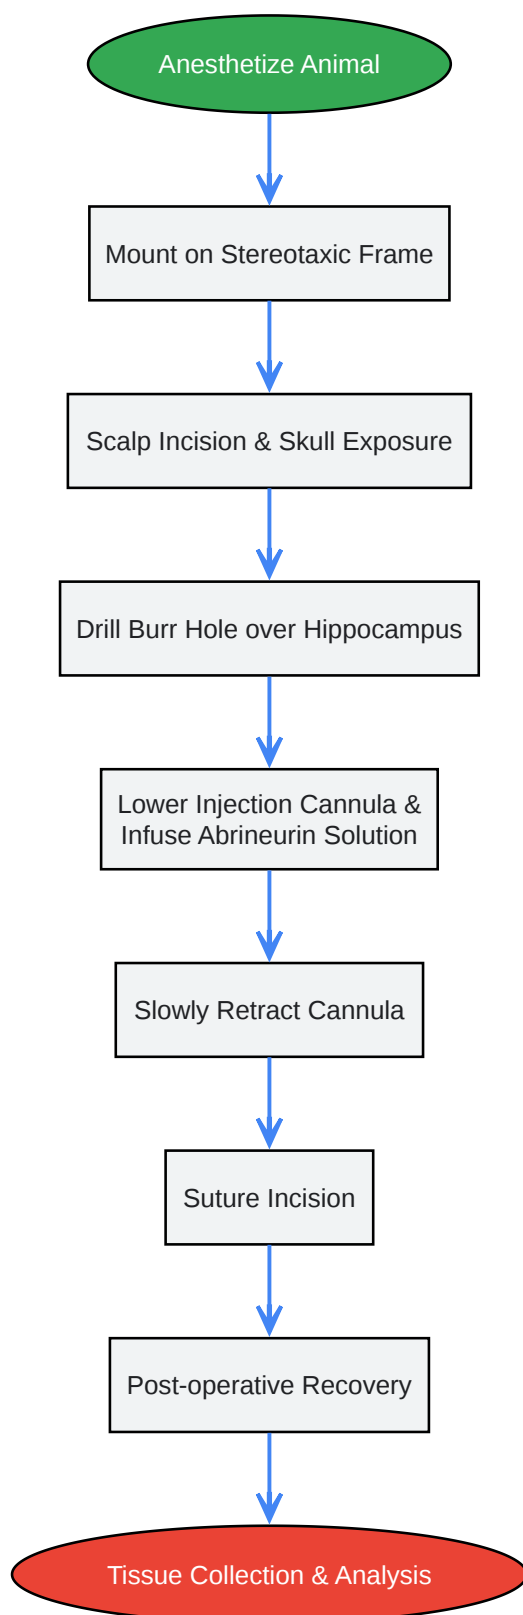 Anesthetize Animal
Mount on Stereotaxic Frame
Scalp Incision & Skull Exposure
Drill Burr Hole over Hippocampus
Lower Injection Cannula &
Infuse Abrineurin Solution
Slowly Retract Cannula
Suture Incision
Post-operative Recovery
Tissue Collection & Analysis